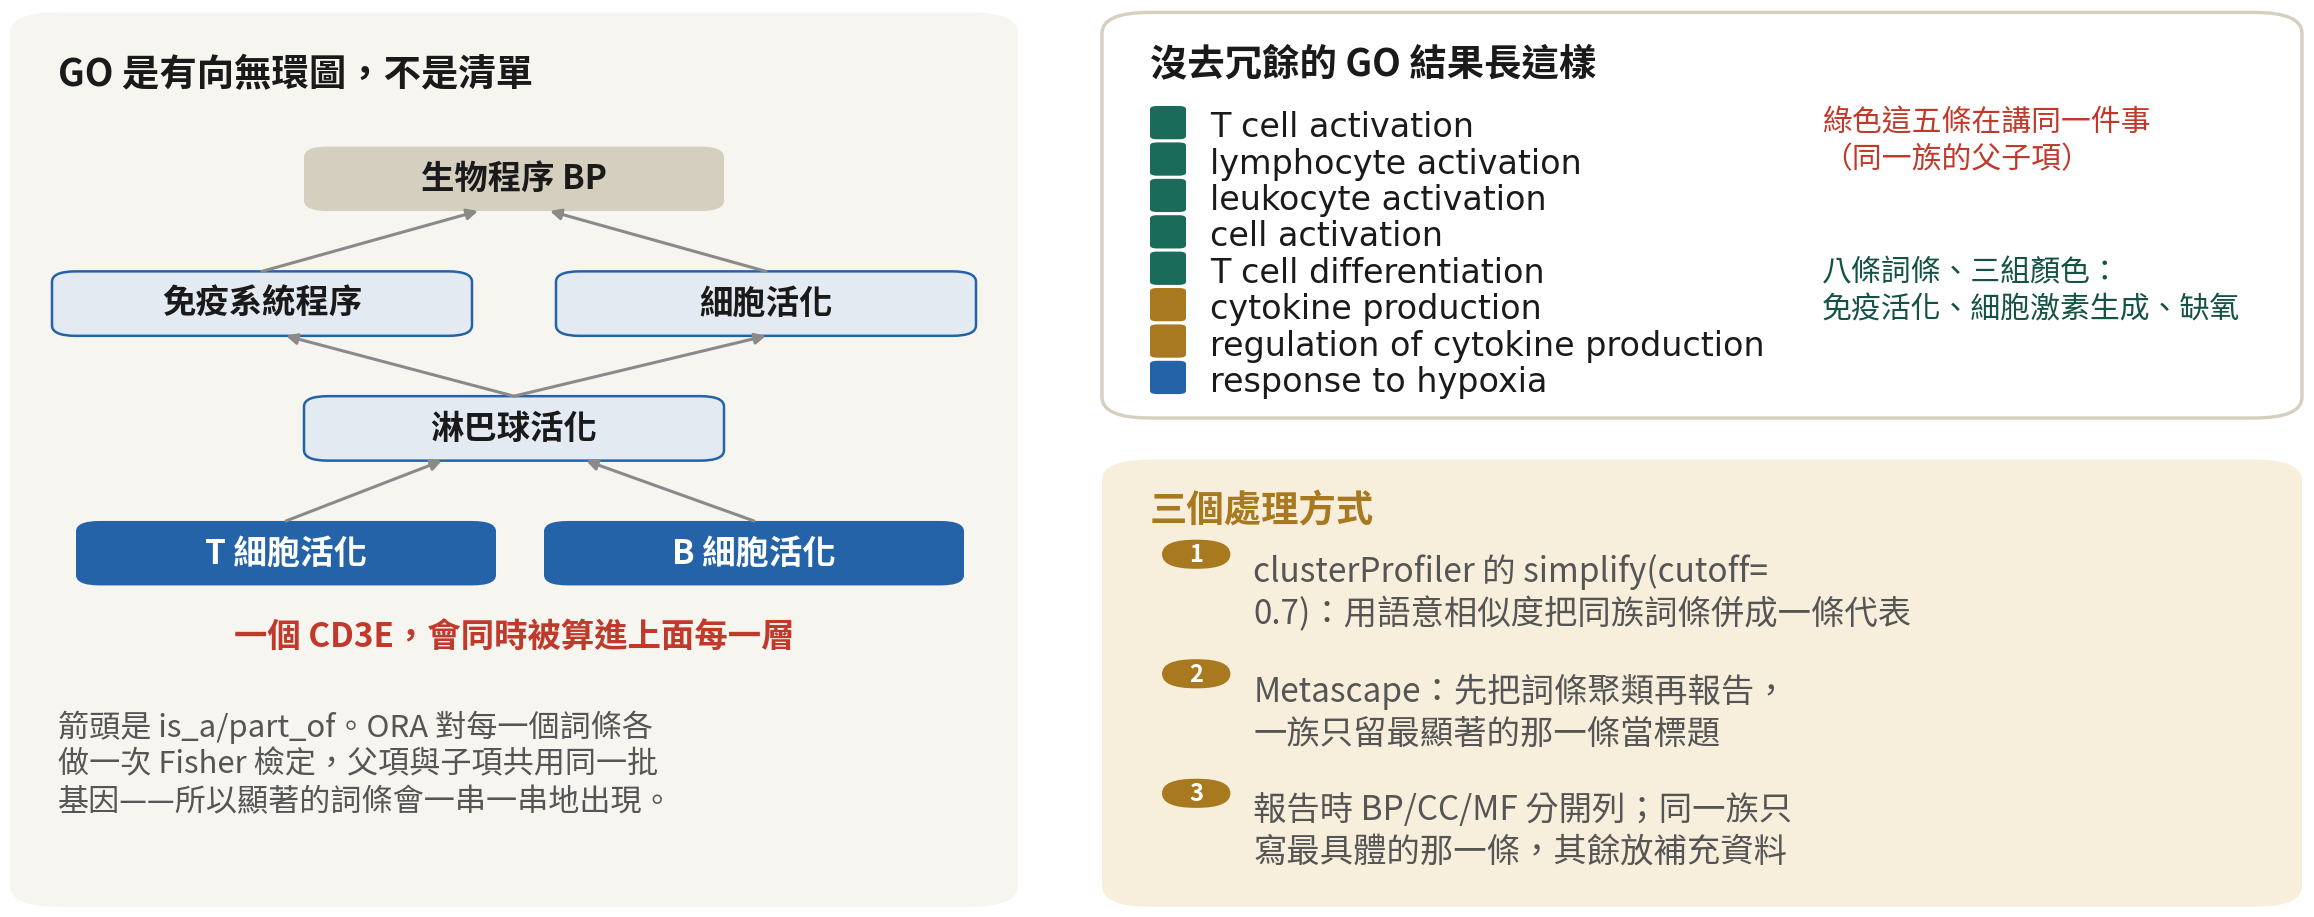 GO 是有向無環圖，不是清單
生物程序 BP
免疫系統程序
細胞活化
淋巴球活化
T 細胞活化
B 細胞活化
一個 CD3E，會同時被算進上面每一層
箭頭是 is_a/part_of。ORA 對每一個詞條各
做一次 Fisher 檢定，父項與子項共用同一批
基因——所以顯著的詞條會一串一串地出現。
沒去冗餘的 GO 結果長這樣
T cell activation
lymphocyte activation
leukocyte activation
cell activation
T cell differentiation
cytokine production
regulation of cytokine production
response to hypoxia
綠色這五條在講同一件事
（同一族的父子項）
八條詞條、三組顏色：
免疫活化、細胞激素生成、缺氧
三個處理方式
1
clusterProfiler 的 simplify(cutoff=
0.7)：用語意相似度把同族詞條併成一條代表
2
Metascape：先把詞條聚類再報告，
一族只留最顯著的那一條當標題
3
報告時 BP/CC/MF 分開列；同一族只
寫最具體的那一條，其餘放補充資料